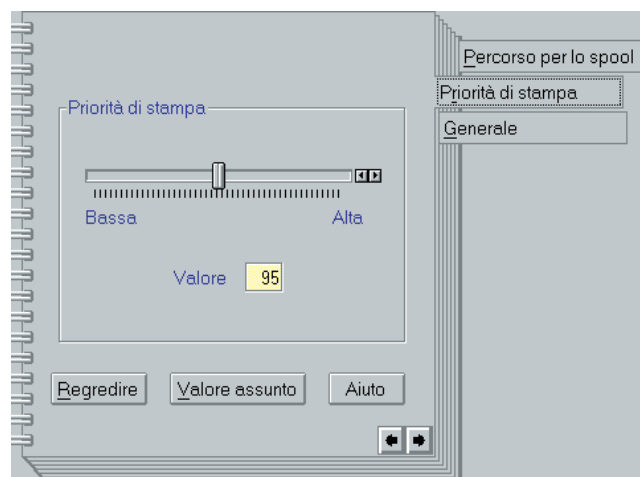 Percorso per lo spool
Priorità di stampa
Generale
Priorità di stampa
Bassa
Alta
Valore 95
Regredire
Valore assunto
Aiuto